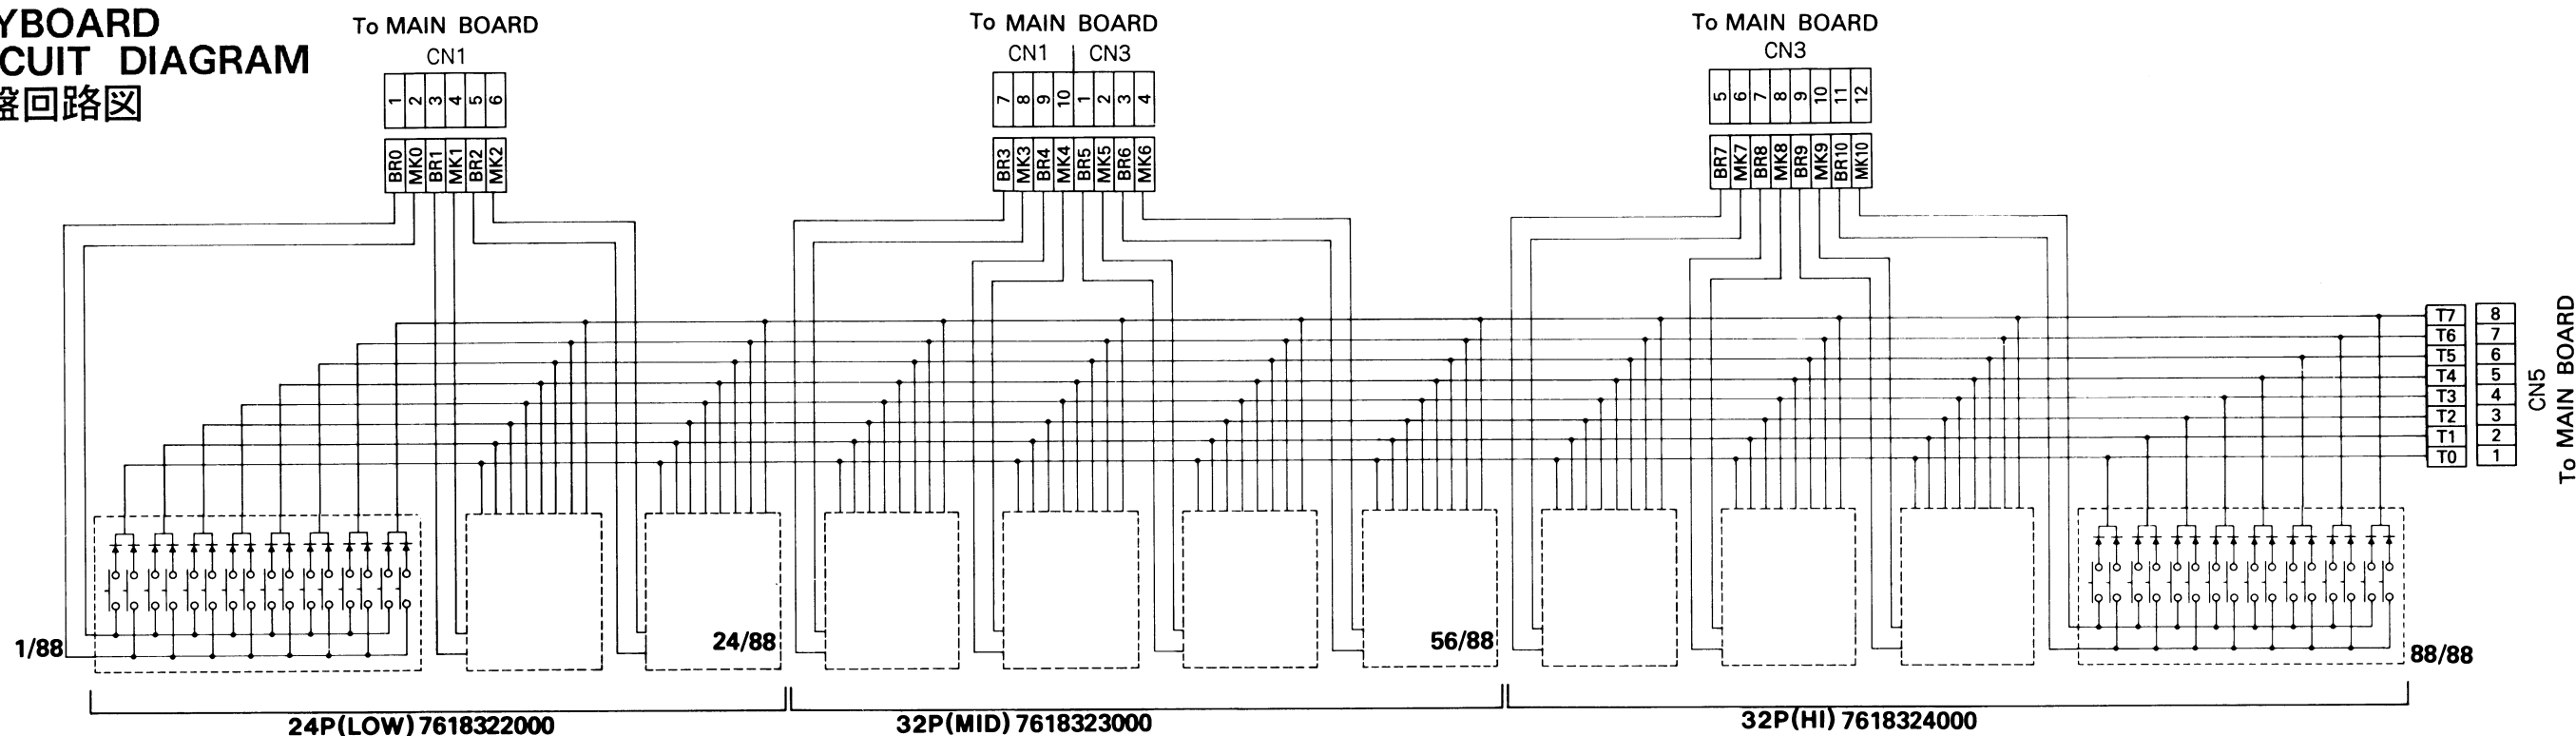 YBOARD
CUIT DIAGRAM
盤回路図
To MAIN BOARD
CN1
1 2 3 4 5 6
BR0 MK0 BR1 MK1 BR2 MK2
To MAIN BOARD
CN1 CN3
7 8 9 10 1 2 3 4
BR3 MK3 BR4 MK4 BR5 MK5 BR6 MK6
To MAIN BOARD
CN3
5 6 7 8 9 10 11 12
BR7 MK7 BR8 MK8 BR9 MK9 BR10 MK10
T7 8
T6 7
T5 6
T4 5
T3 4
T2 3
T1 2
T0 1
CN5
To MAIN BOARD
1/88
24/88
56/88
88/88
24P(LOW) 7618322000
32P(MID) 7618323000
32P(HI) 7618324000